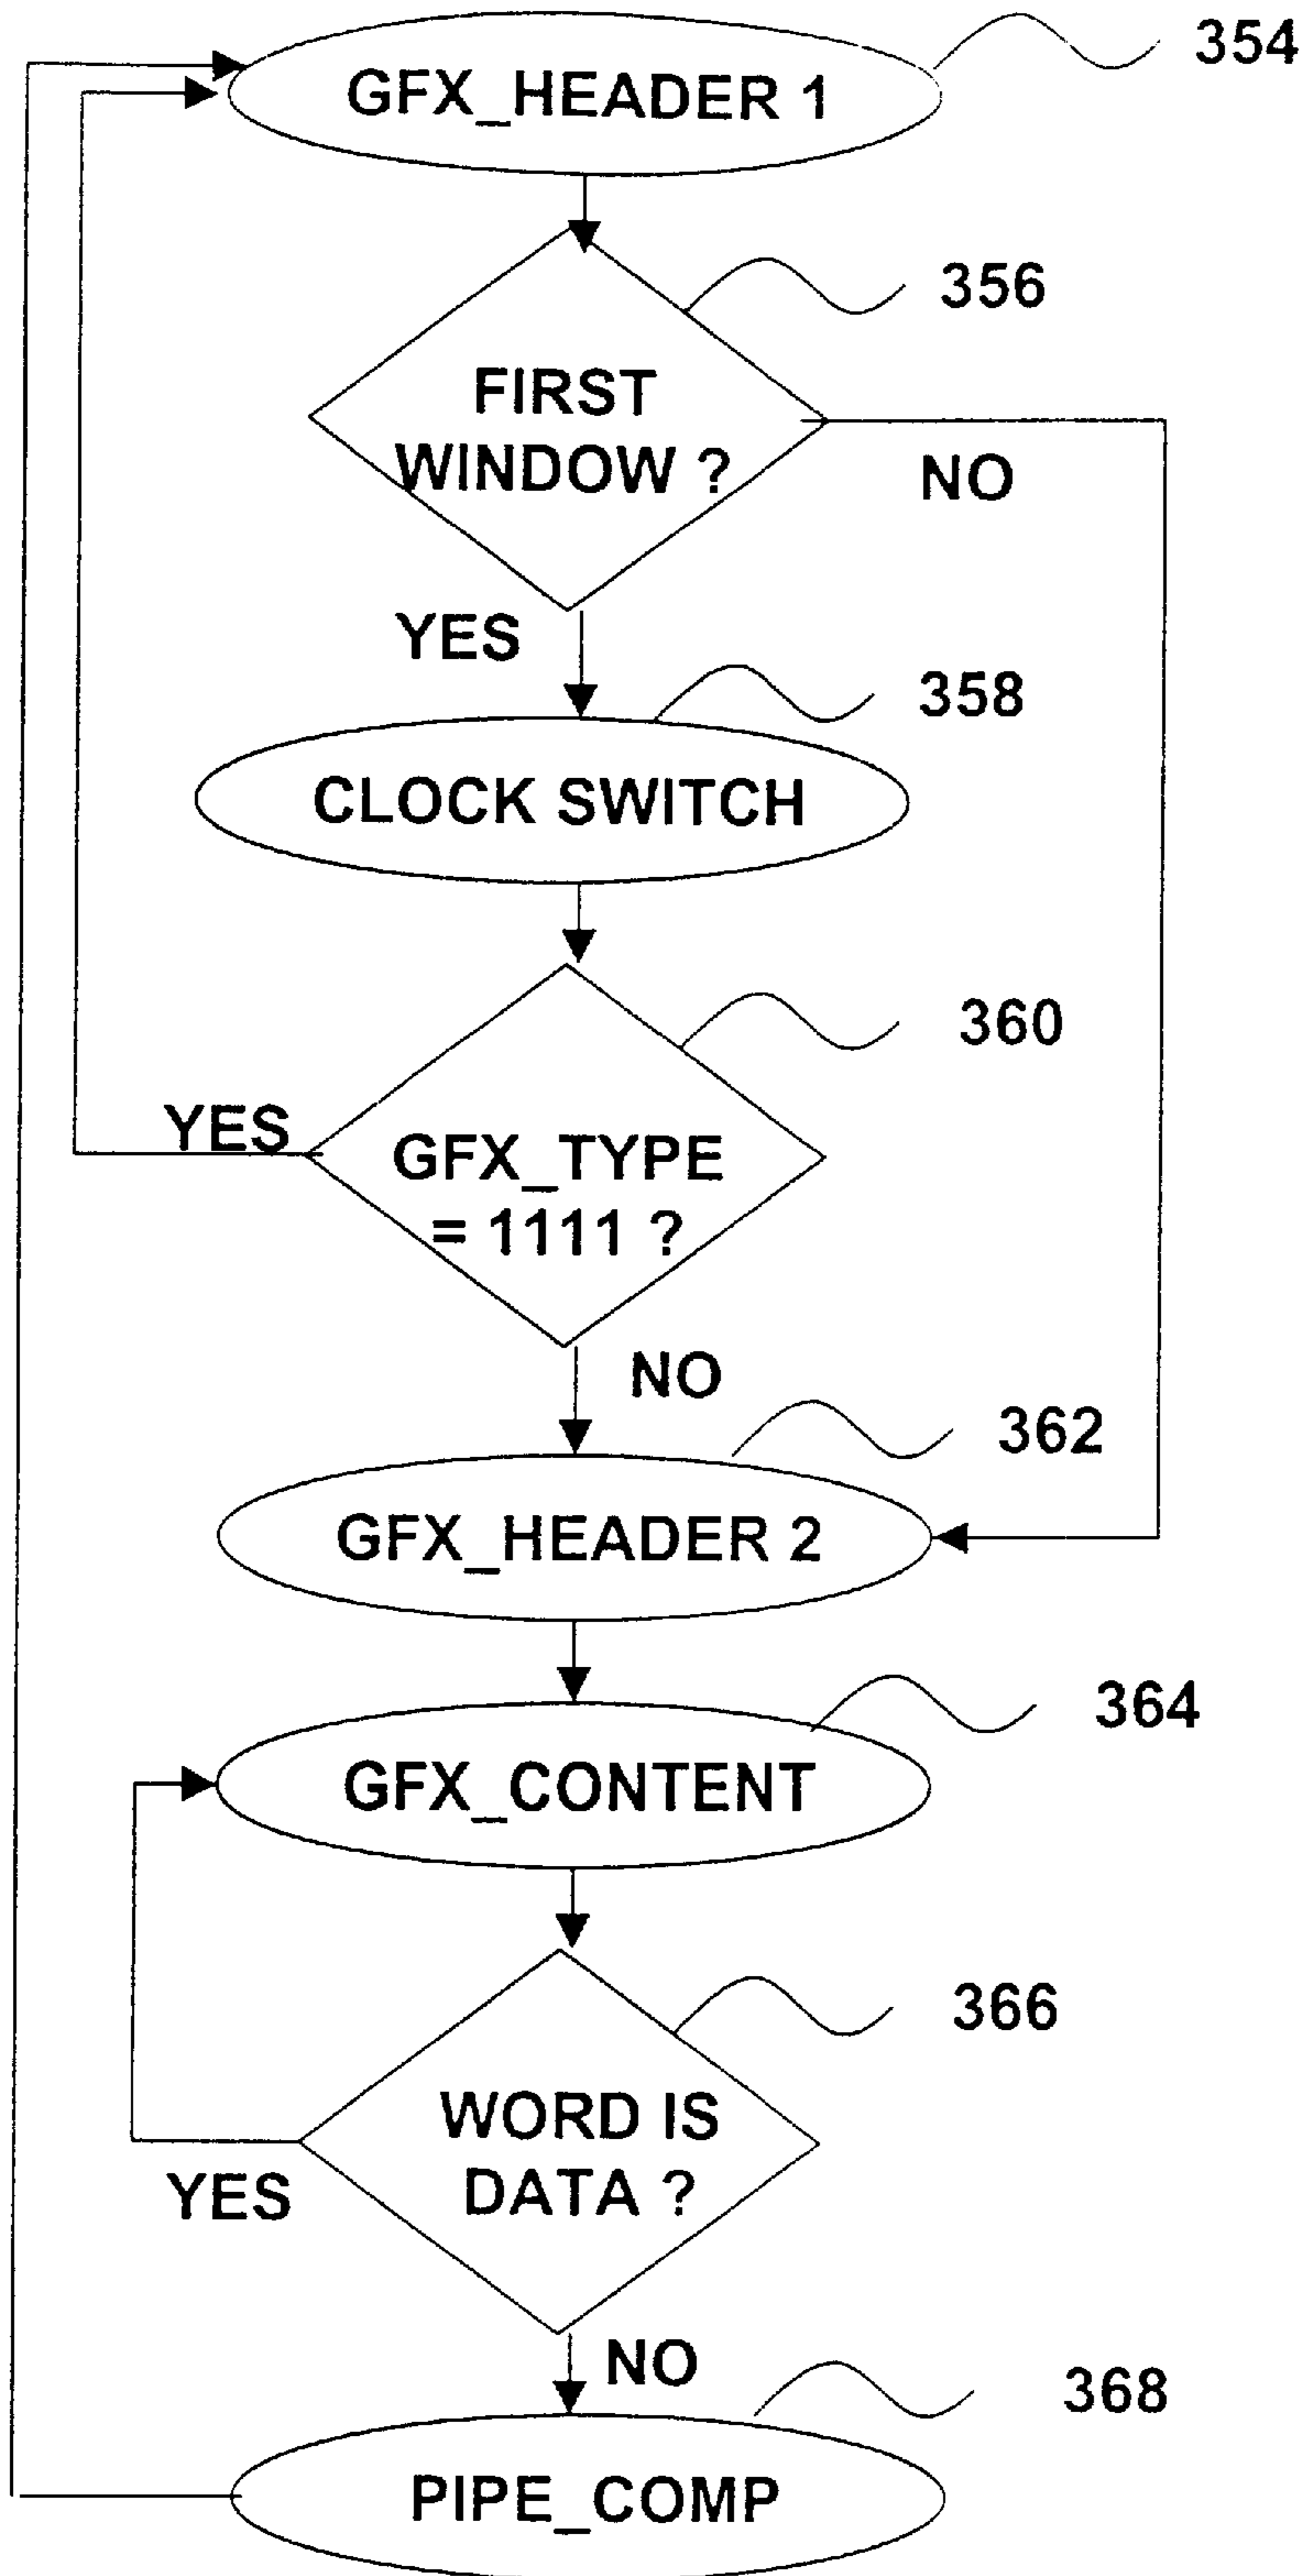 GFX_HEADER 1
354
356
FIRST
WINDOW ?
NO
YES
358
CLOCK SWITCH
360
YES
GFX_TYPE
= 1111 ?
NO
362
GFX_HEADER 2
364
GFX_CONTENT
366
WORD IS
DATA ?
YES
NO
368
PIPE_COMP